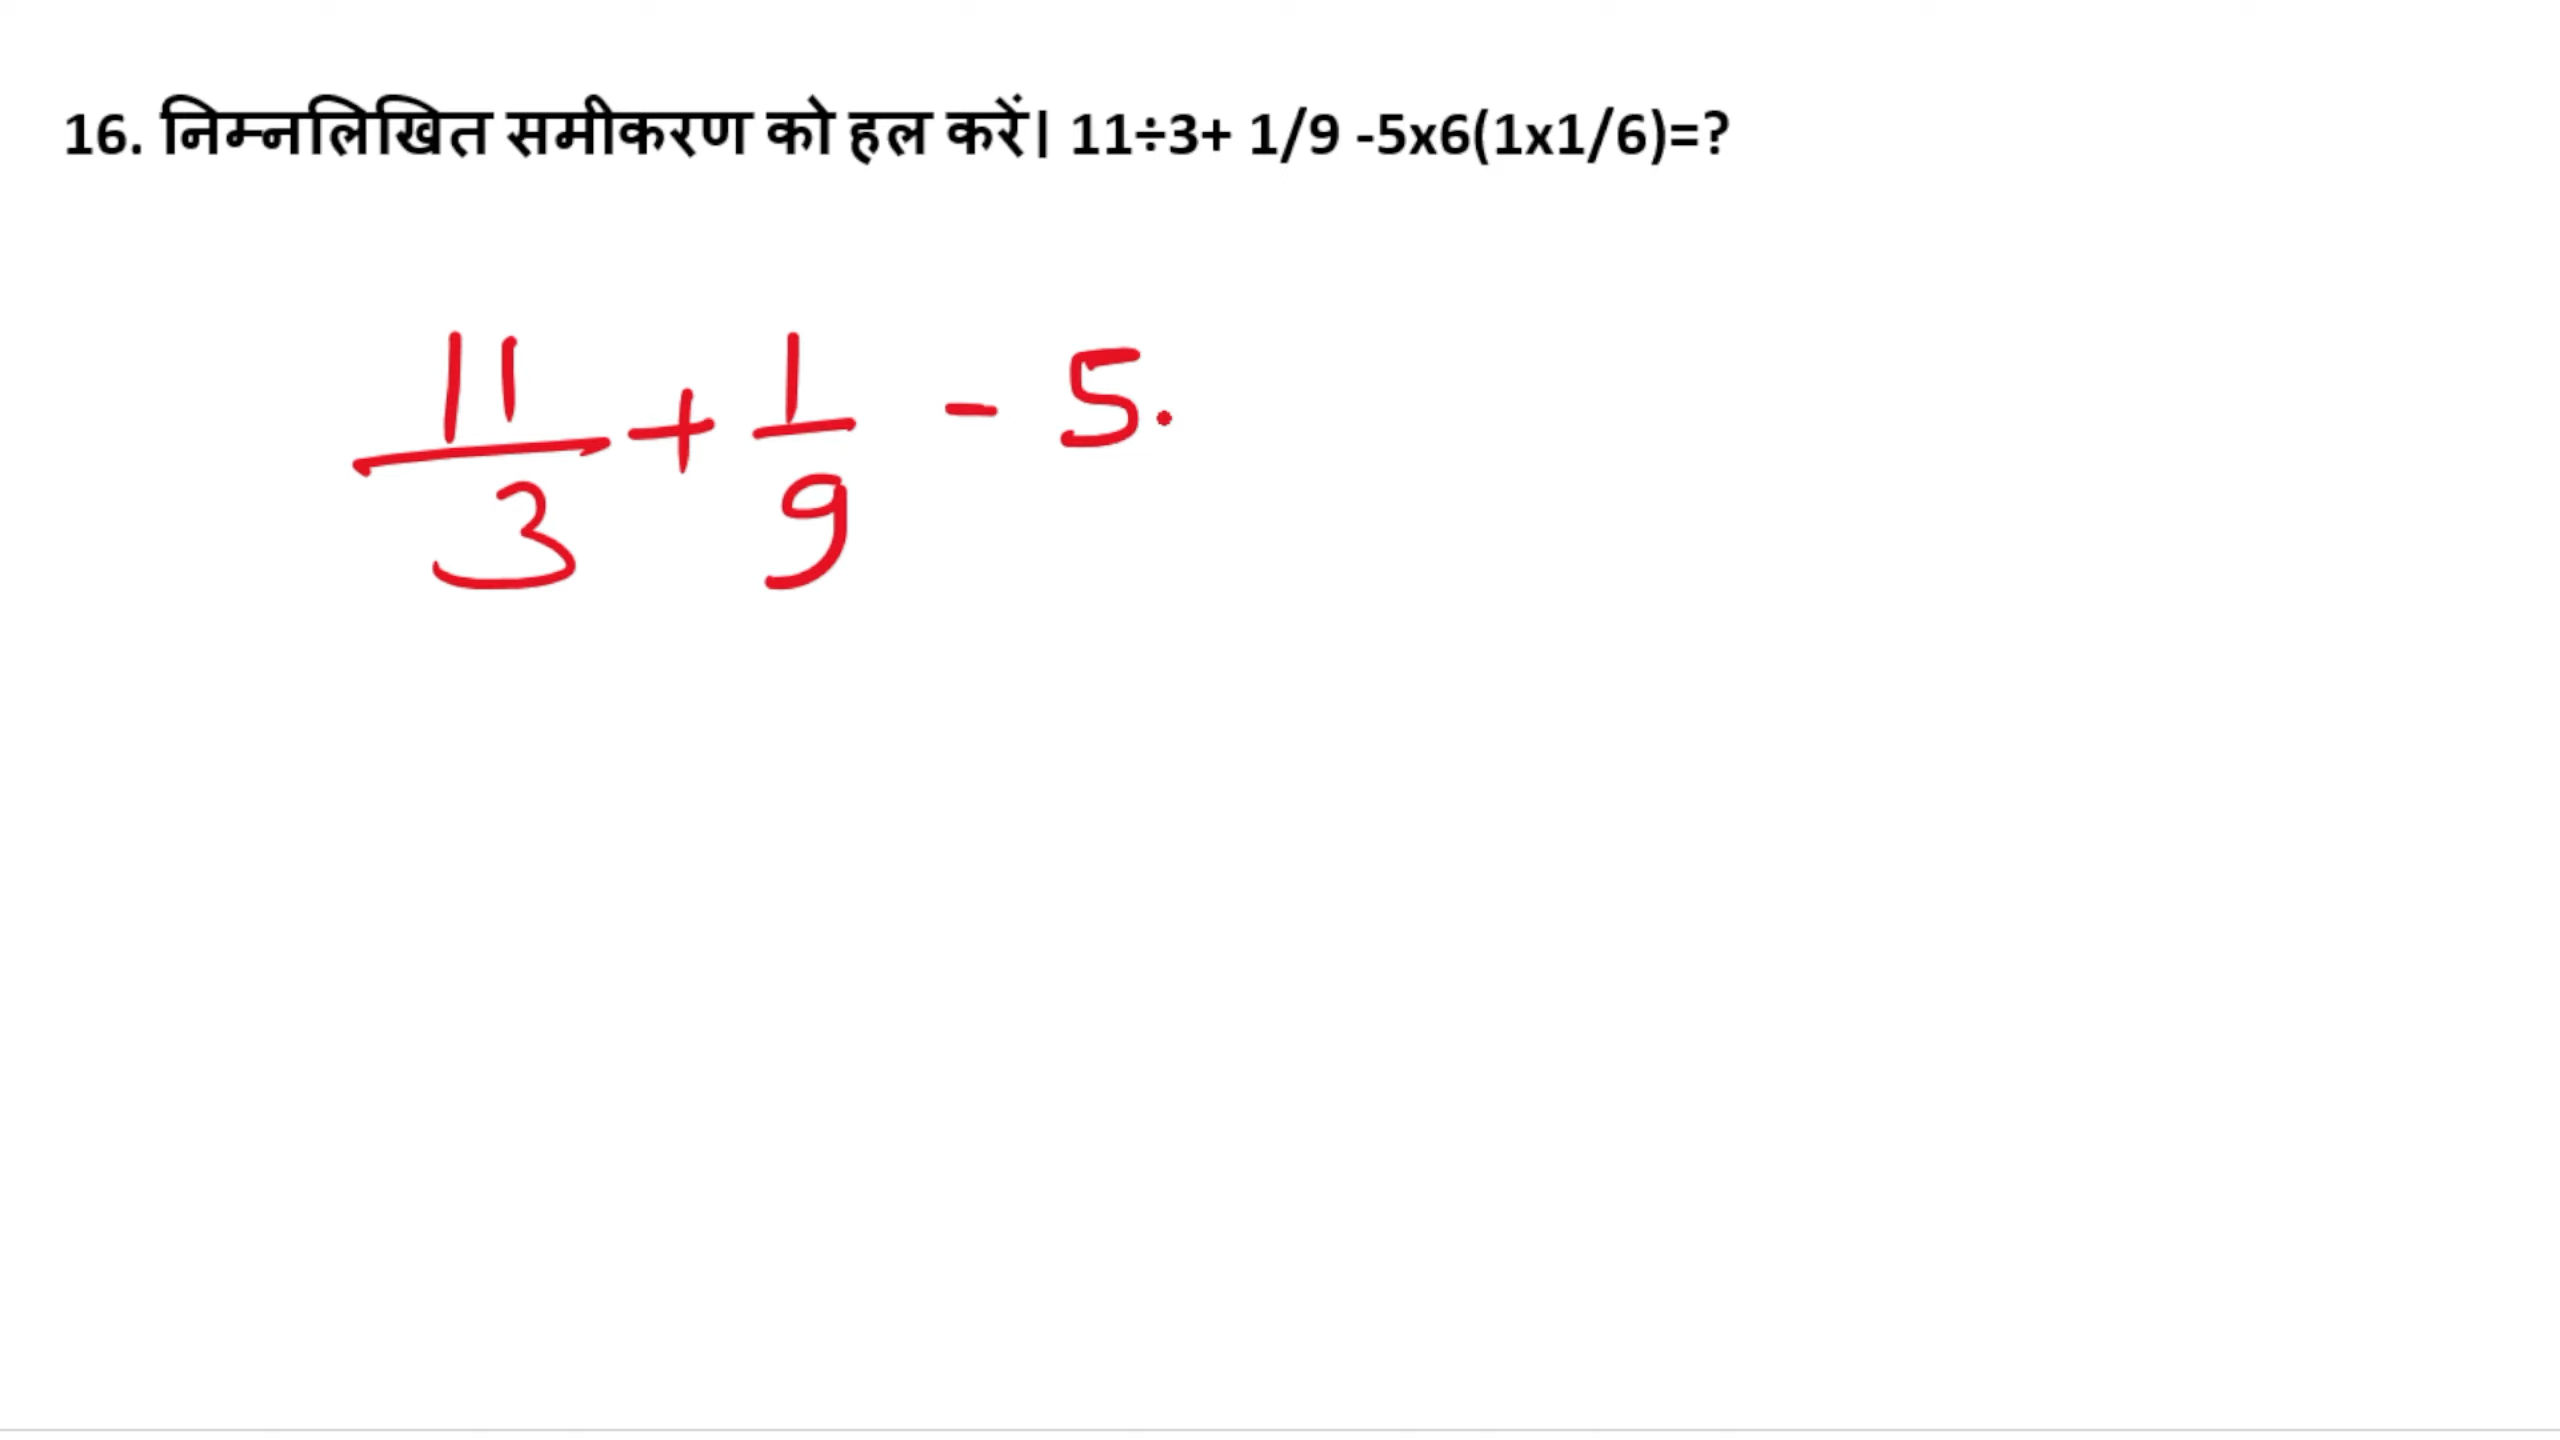 16. निम्नलिखित समीकरण को हल करें। 11÷3+ 1/9 -5x6(1x1/6)=?
11/3 + 1/9 - 5.